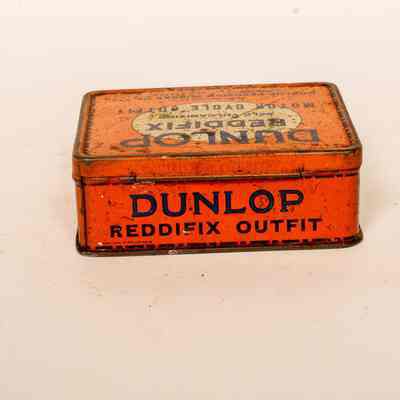 MOTOR CYCLE OUTFIT
REDDIFIX
DUNLOP
DUNLOP
REDDIFIX OUTFIT